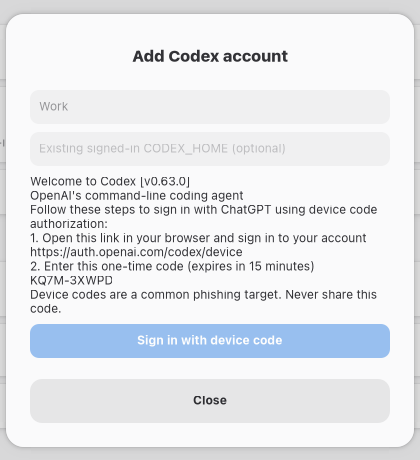 Add Codex account
Work
Existing signed-in CODEX_HOME (optional)
Welcome to Codex [v0.63.0]
OpenAI's command-line coding agent
Follow these steps to sign in with ChatGPT using device code
authorization:
1. Open this link in your browser and sign in to your account
https://auth.openai.com/codex/device
2. Enter this one-time code (expires in 15 minutes)
KQ7M-3XWPD
Device codes are a common phishing target. Never share this
code.
Sign in with device code
Close